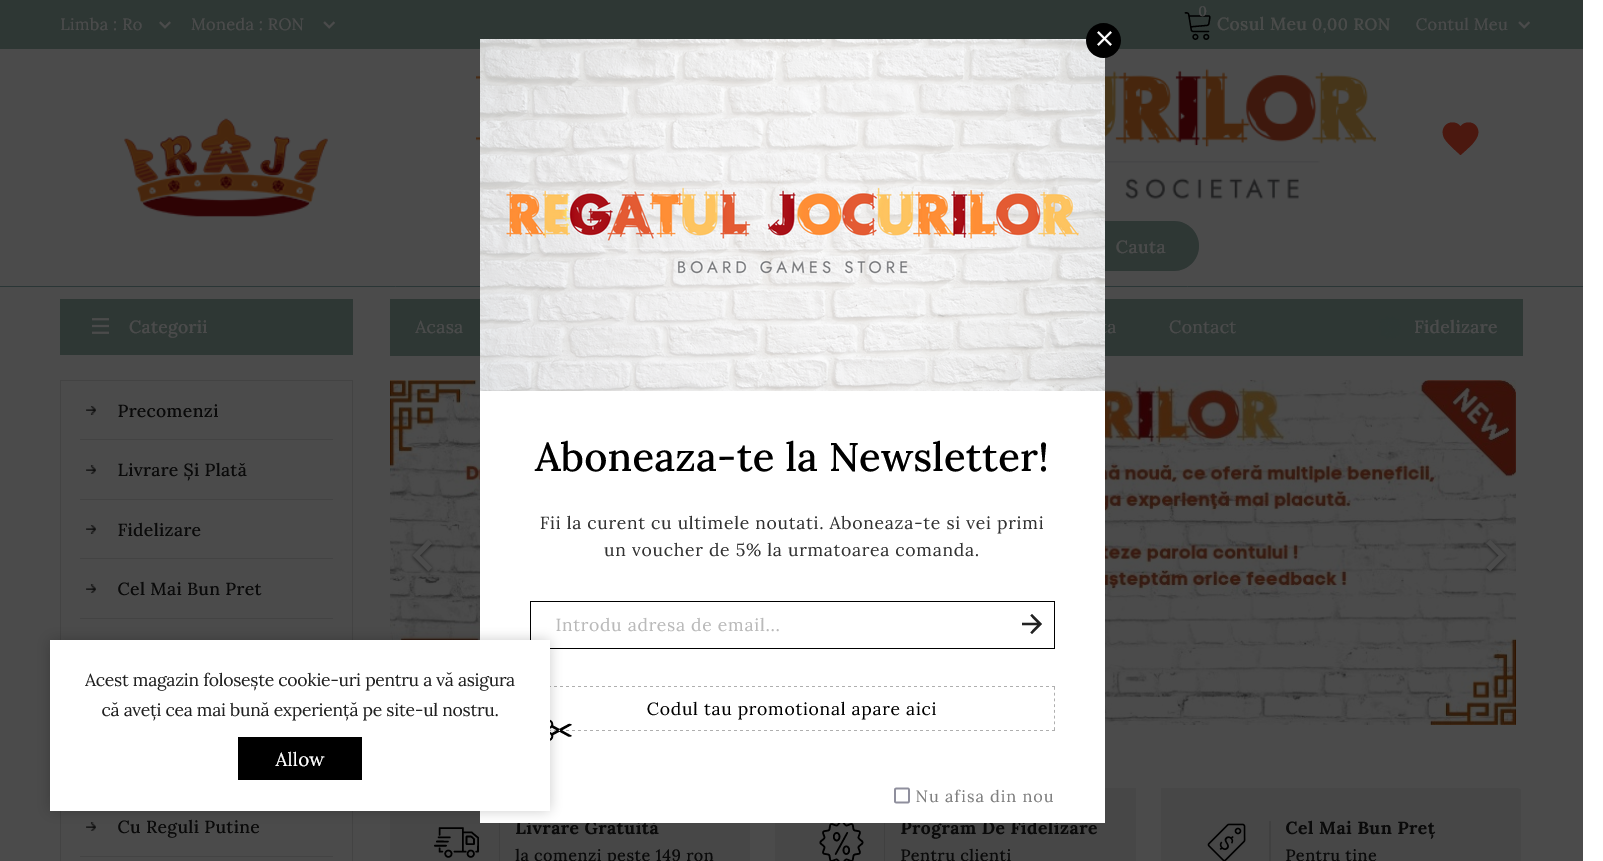 Limba : Ro
Moneda : RON
0
Cosul Meu 0,00 RON
Contul Meu
RAJ
URILOR
SOCIETATE
Cauta
REGATUL JOCURILOR
BOARD GAMES STORE
Categorii
Acasa
Contact
Fidelizare
Precomenzi
Livrare Și Plată
Fidelizare
Cel Mai Bun Pret
RILOR
NEW
nouă, ce oferă multiple beneficii,
experiență mai placută.
parola contului !
așteptăm orice feedback !
Aboneaza-te la Newsletter!
Fii la curent cu ultimele noutati. Aboneaza-te si vei primi
un voucher de 5% la urmatoarea comanda.
Introdu adresa de email...
Codul tau promotional apare aici
Nu afisa din nou
Acest magazin folosește cookie-uri pentru a vă asigura
că aveți cea mai bună experiență pe site-ul nostru.
Allow
Cu Reguli Putine
Livrare Gratuita
la comenzi peste 149 ron
Program De Fidelizare
Pentru clienti
Cel Mai Bun Preț
Pentru tine